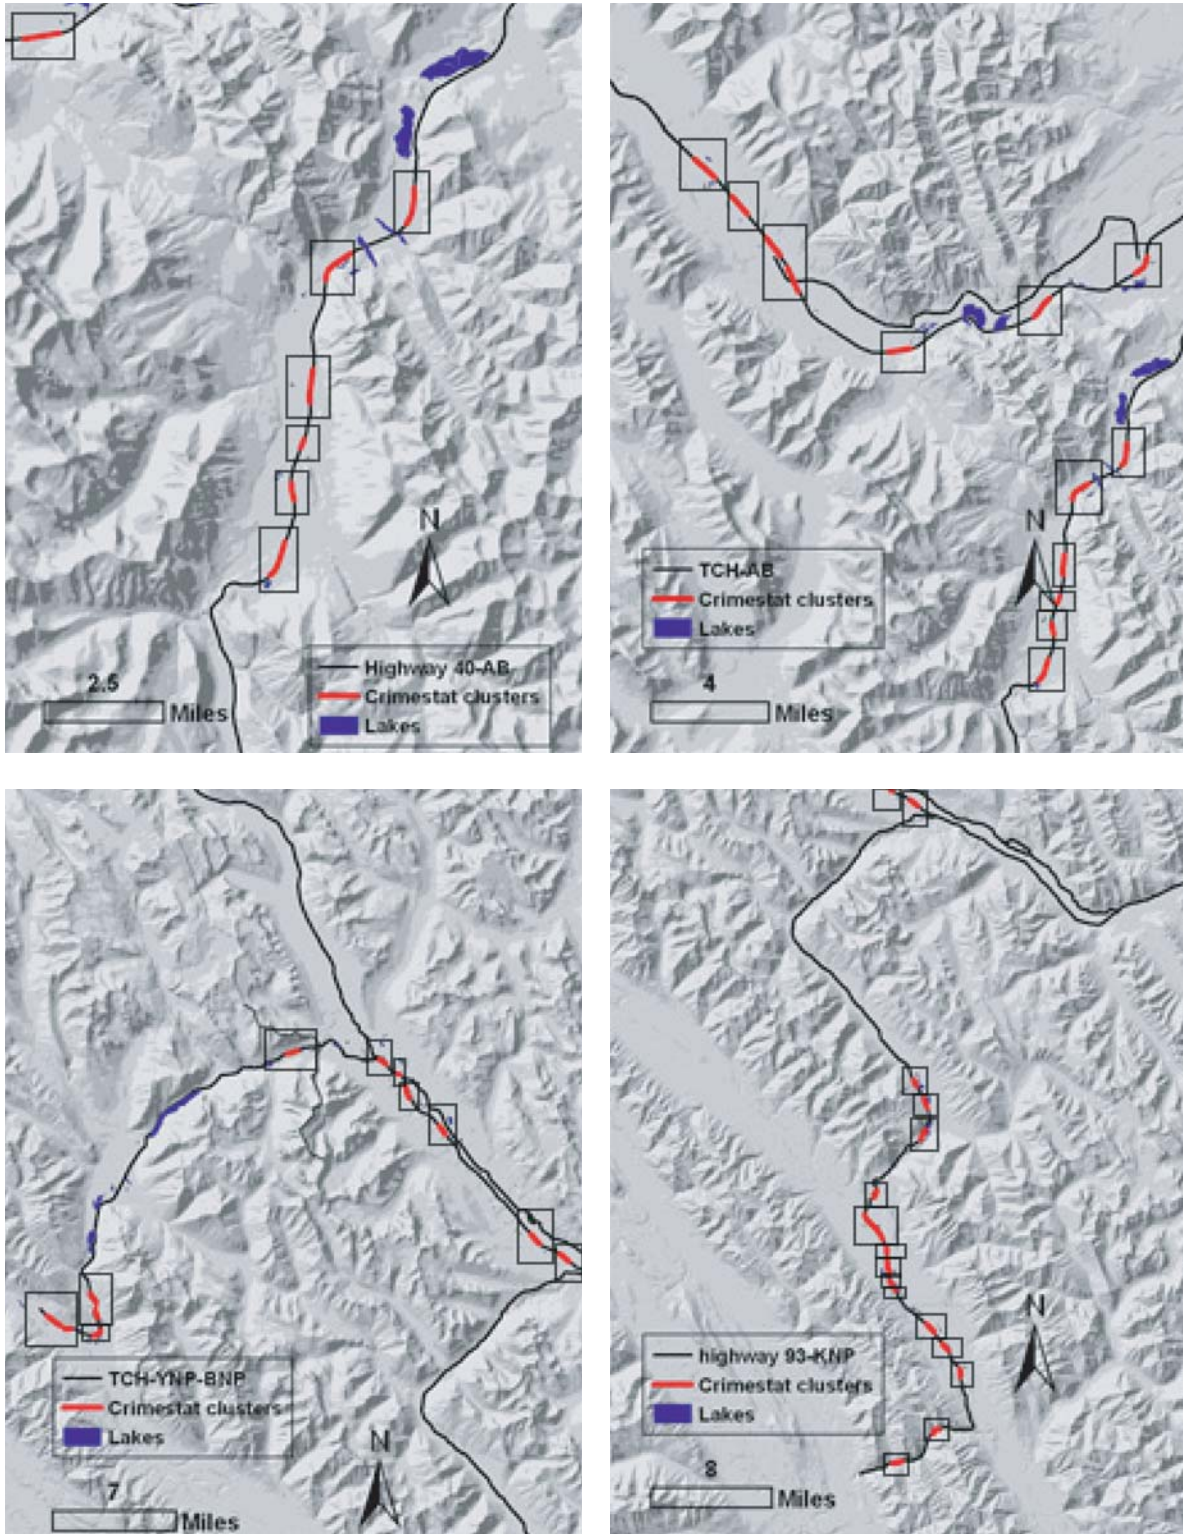 N
Highway 40-AB
Crimestat clusters
Lakes
2.5
Miles
N
TCH-AB
Crimestat clusters
Lakes
4
Miles
TCH-YNP-BNP
Crimestat clusters
Lakes
N
7
Miles
N
highway 93-KNP
Crimestat clusters
Lakes
8
Miles